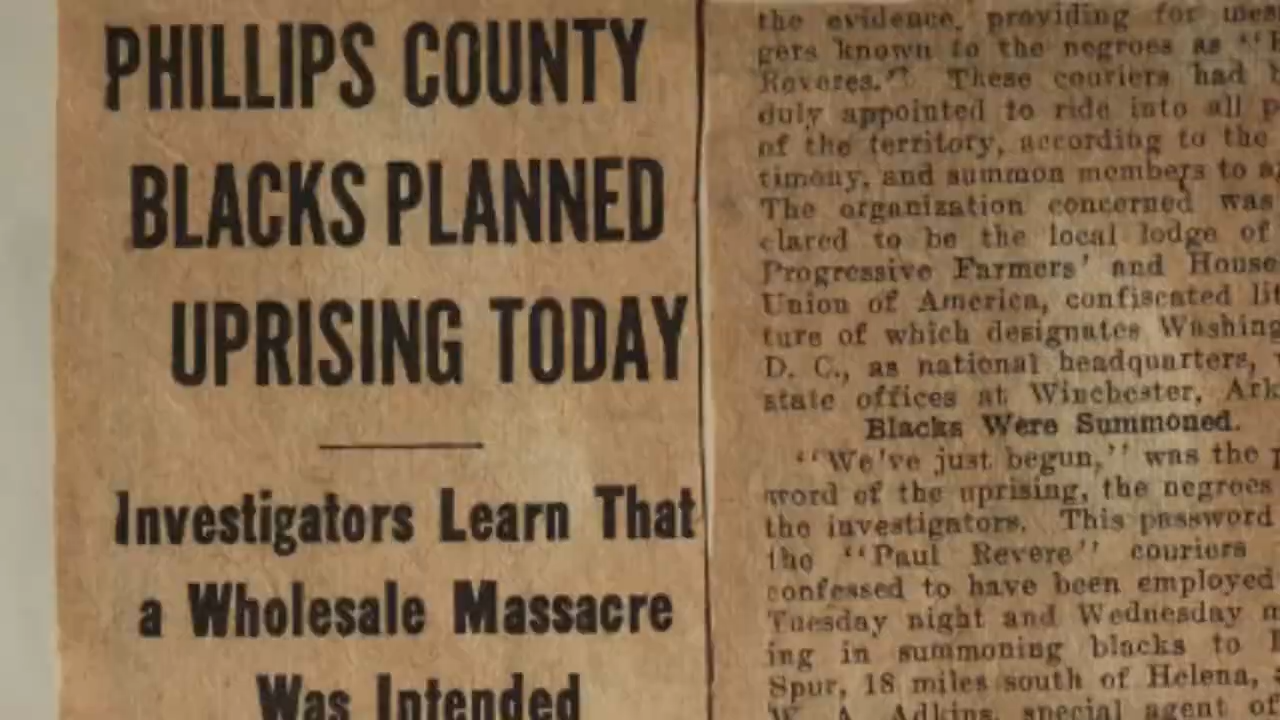 PHILLIPS COUNTY
BLACKS PLANNED
UPRISING TODAY
Investigators Learn That
a Wholesale Massacre
Was Intended
the evidence, providing for
gers known to the negroes as "
Reveres." These couriers had
duly appointed to ride into all
of the territory, according to the
timony, and summon members to
The organization concerned was
clared to be the local lodge of
Progressive Farmers' and House
Union of America, confiscated lit
ture of which designates Washing
D. C., as national headquarters,
state offices at Winchester, Ark
Blacks Were Summoned.
"We've just begun," was the
word of the uprising, the negroes
the investigators. This password
the "Paul Revere" couriers
confessed to have been employed
Tuesday night and Wednesday
ing in summoning blacks to
Spur, 18 miles south of Helena,
W. A. Adkins, special agent of